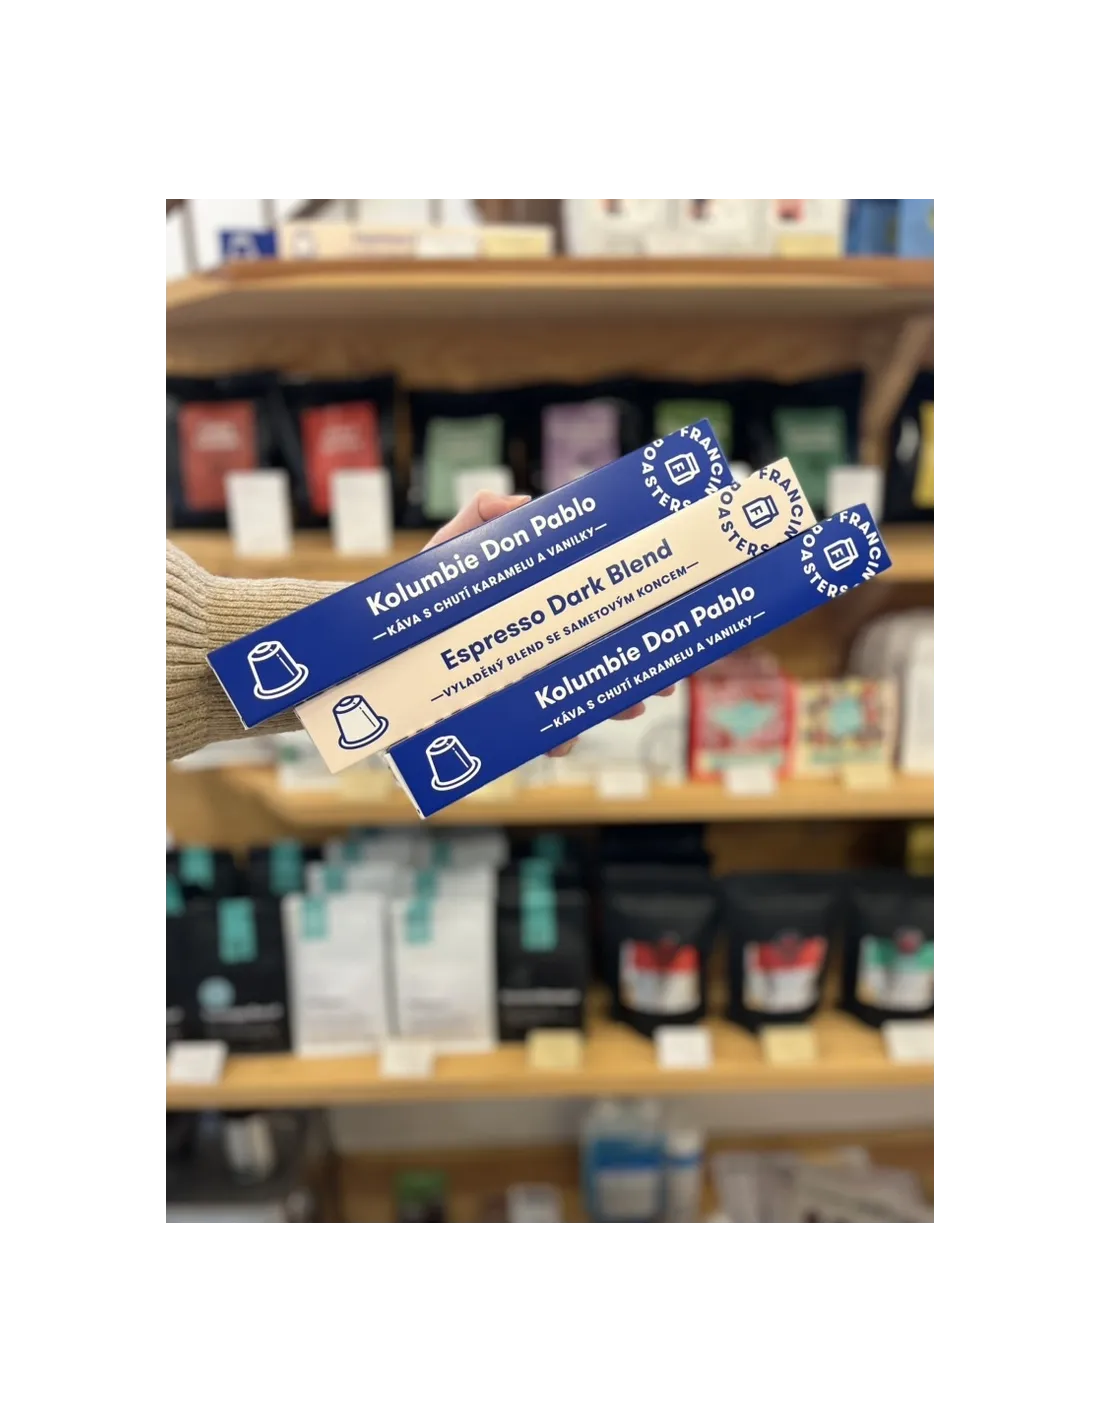 Kolumbie Don Pablo
—KÁVA S CHUTÍ KARAMELU A VANILKY—
FRANCIN
ROASTERS
F
Espresso Dark Blend
—VYLADĚNÝ BLEND SE SAMETOVÝM KONCEM—
FRANCIN
ROASTERS
F
Kolumbie Don Pablo
—KÁVA S CHUTÍ KARAMELU A VANILKY—
FRANCIN
ROASTERS
F